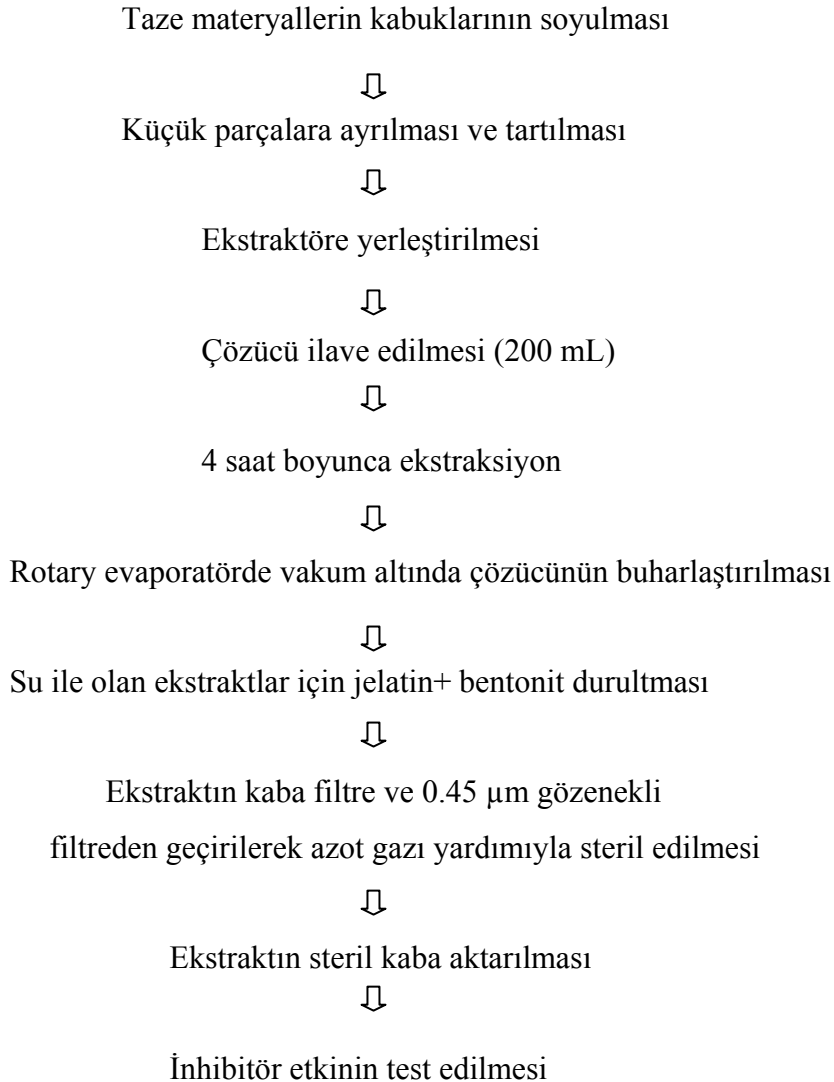 Taze materyallerin kabuklarının soyulması
⇩
Küçük parçalara ayrılması ve tartılması
⇩
Ekstraktöre yerleştirilmesi
⇩
Çözücü ilave edilmesi (200 mL)
⇩
4 saat boyunca ekstraksiyon
⇩
Rotary evaporatörde vakum altında çözücünün buharlaştırılması
⇩
Su ile olan ekstraktlar için jelatin+ bentonit durultması
⇩
Ekstraktın kaba filtre ve 0.45 µm gözenekli
filtreden geçirilerek azot gazı yardımıyla steril edilmesi
⇩
Ekstraktın steril kaba aktarılması
⇩
İnhibitör etkinin test edilmesi